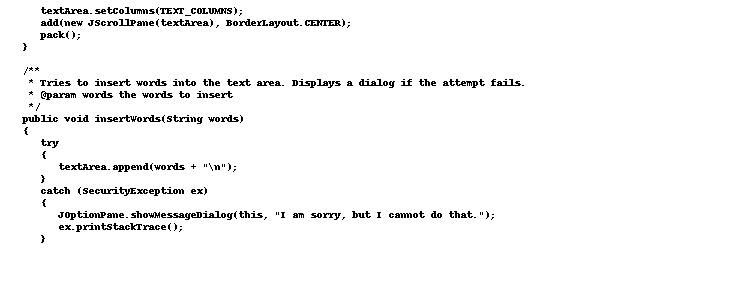 textArea.setColumns(TEXT_COLUMNS);
add(new JScrollPane(textArea), BorderLayout.CENTER);
pack();
}
/**
* Tries to insert words into the text area. Displays a dialog if the attempt fails.
* @param words the words to insert
*/
public void insertWords(String words)
{
try
{
textArea.append(words + "\n");
}
catch (SecurityException ex)
{
JOptionPane.showMessageDialog(this, "I am sorry, but I cannot do that.");
ex.printStackTrace();
}